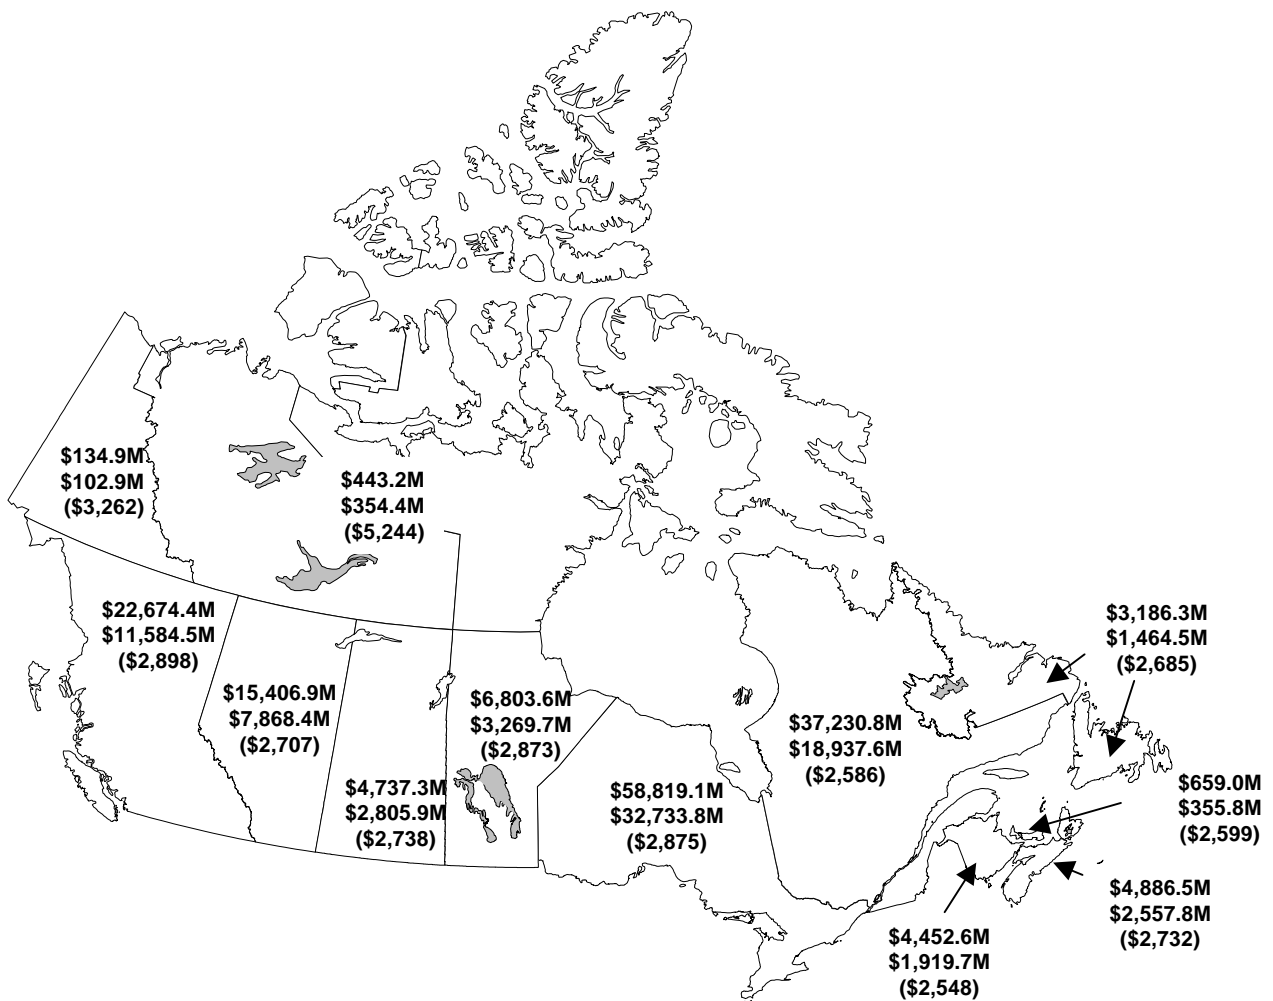 $134.9M
$102.9M
($3,262)
$443.2M
$354.4M
($5,244)
$22,674.4M
$11,584.5M
($2,898)
$15,406.9M
$7,868.4M
($2,707)
$4,737.3M
$2,805.9M
($2,738)
$6,803.6M
$3,269.7M
($2,873)
$58,819.1M
$32,733.8M
($2,875)
$37,230.8M
$18,937.6M
($2,586)
$3,186.3M
$1,464.5M
($2,685)
$659.0M
$355.8M
($2,599)
$4,886.5M
$2,557.8M
($2,732)
$4,452.6M
$1,919.7M
($2,548)